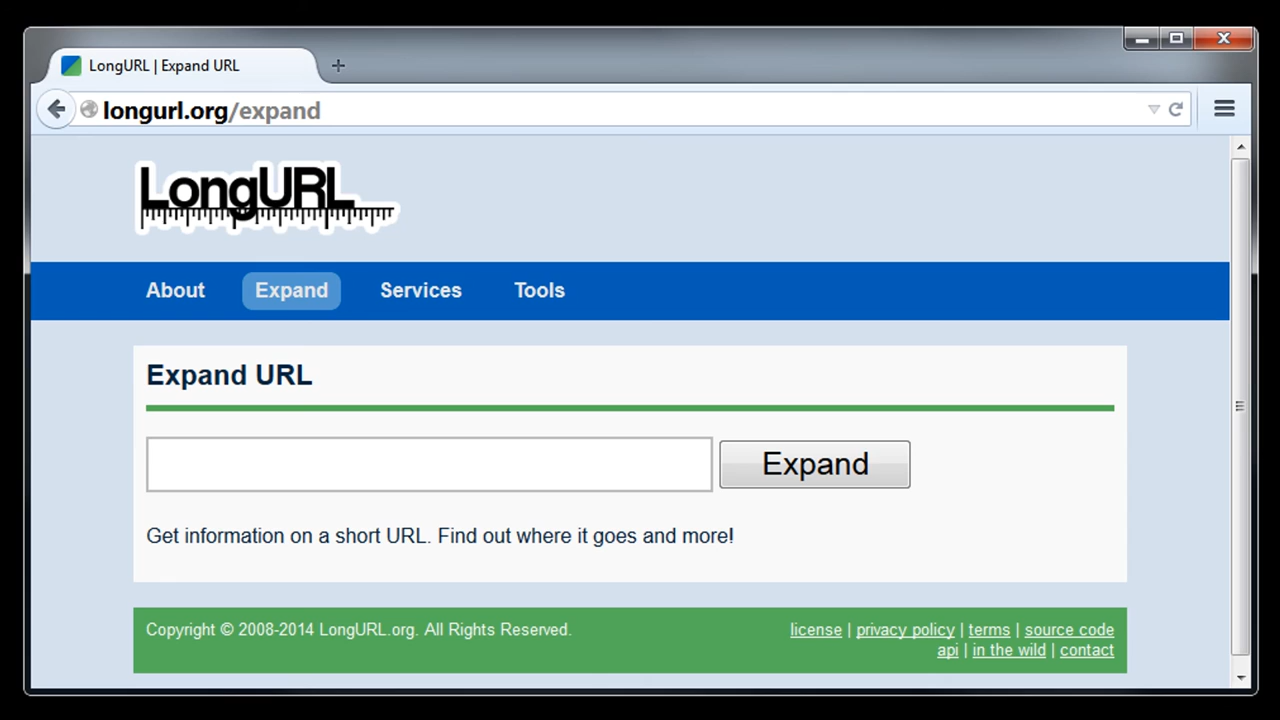 LongURL | Expand URL
longurl.org/expand
LongURL
About Expand Services Tools
Expand URL
Expand
Get information on a short URL. Find out where it goes and more!
Copyright © 2008-2014 LongURL.org. All Rights Reserved.
license | privacy policy | terms | source code
api | in the wild | contact